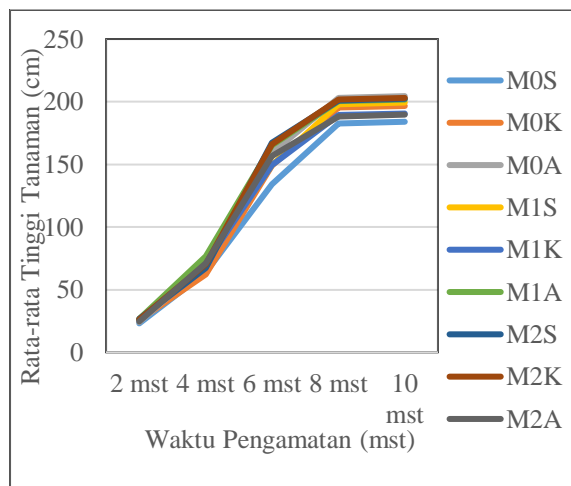 Rata-rata Tinggi Tanaman (cm)
250
200
150
100
50
0
2 mst 4 mst 6 mst 8 mst 10 mst
Waktu Pengamatan (mst)
M0S
M0K
M0A
M1S
M1K
M1A
M2S
M2K
M2A